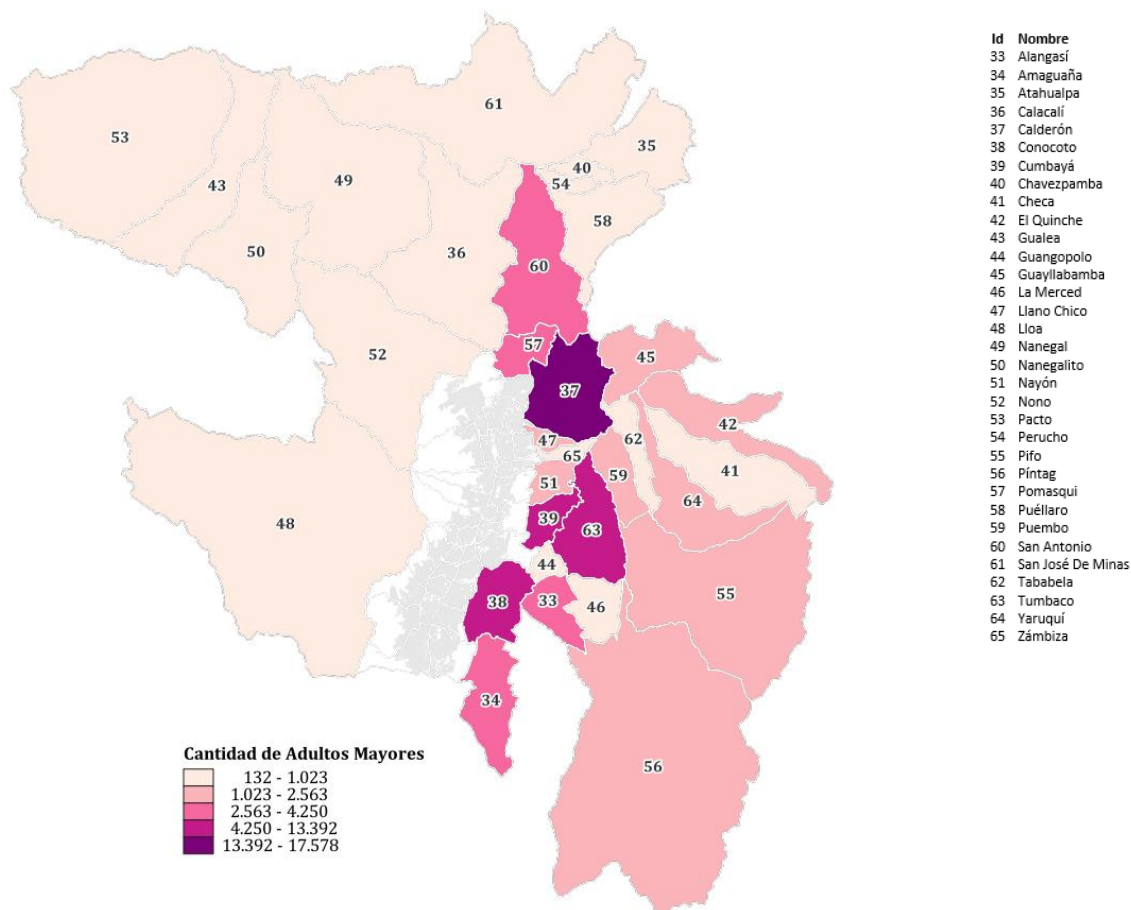 61
53
35
40
54
43
49
58
50
36
60
57
45
52
37
42
47
62
65
41
51
59
64
39
63
48
44
38
33
46
55
34
56
Id Nombre
33 Alangasí
34 Amaguaña
35 Atahualpa
36 Calacalí
37 Calderón
38 Conocoto
39 Cumbayá
40 Chavezpamba
41 Checa
42 El Quinche
43 Gualea
44 Guangopolo
45 Guayllabamba
46 La Merced
47 Llano Chico
48 Lloa
49 Nanegal
50 Nanegalito
51 Nayón
52 Nono
53 Pacto
54 Perucho
55 Pifo
56 Píntag
57 Pomasqui
58 Puéllaro
59 Puembo
60 San Antonio
61 San José De Minas
62 Tababela
63 Tumbaco
64 Yaruquí
65 Zámbiza
Cantidad de Adultos Mayores
132 - 1.023
1.023 - 2.563
2.563 - 4.250
4.250 - 13.392
13.392 - 17.578